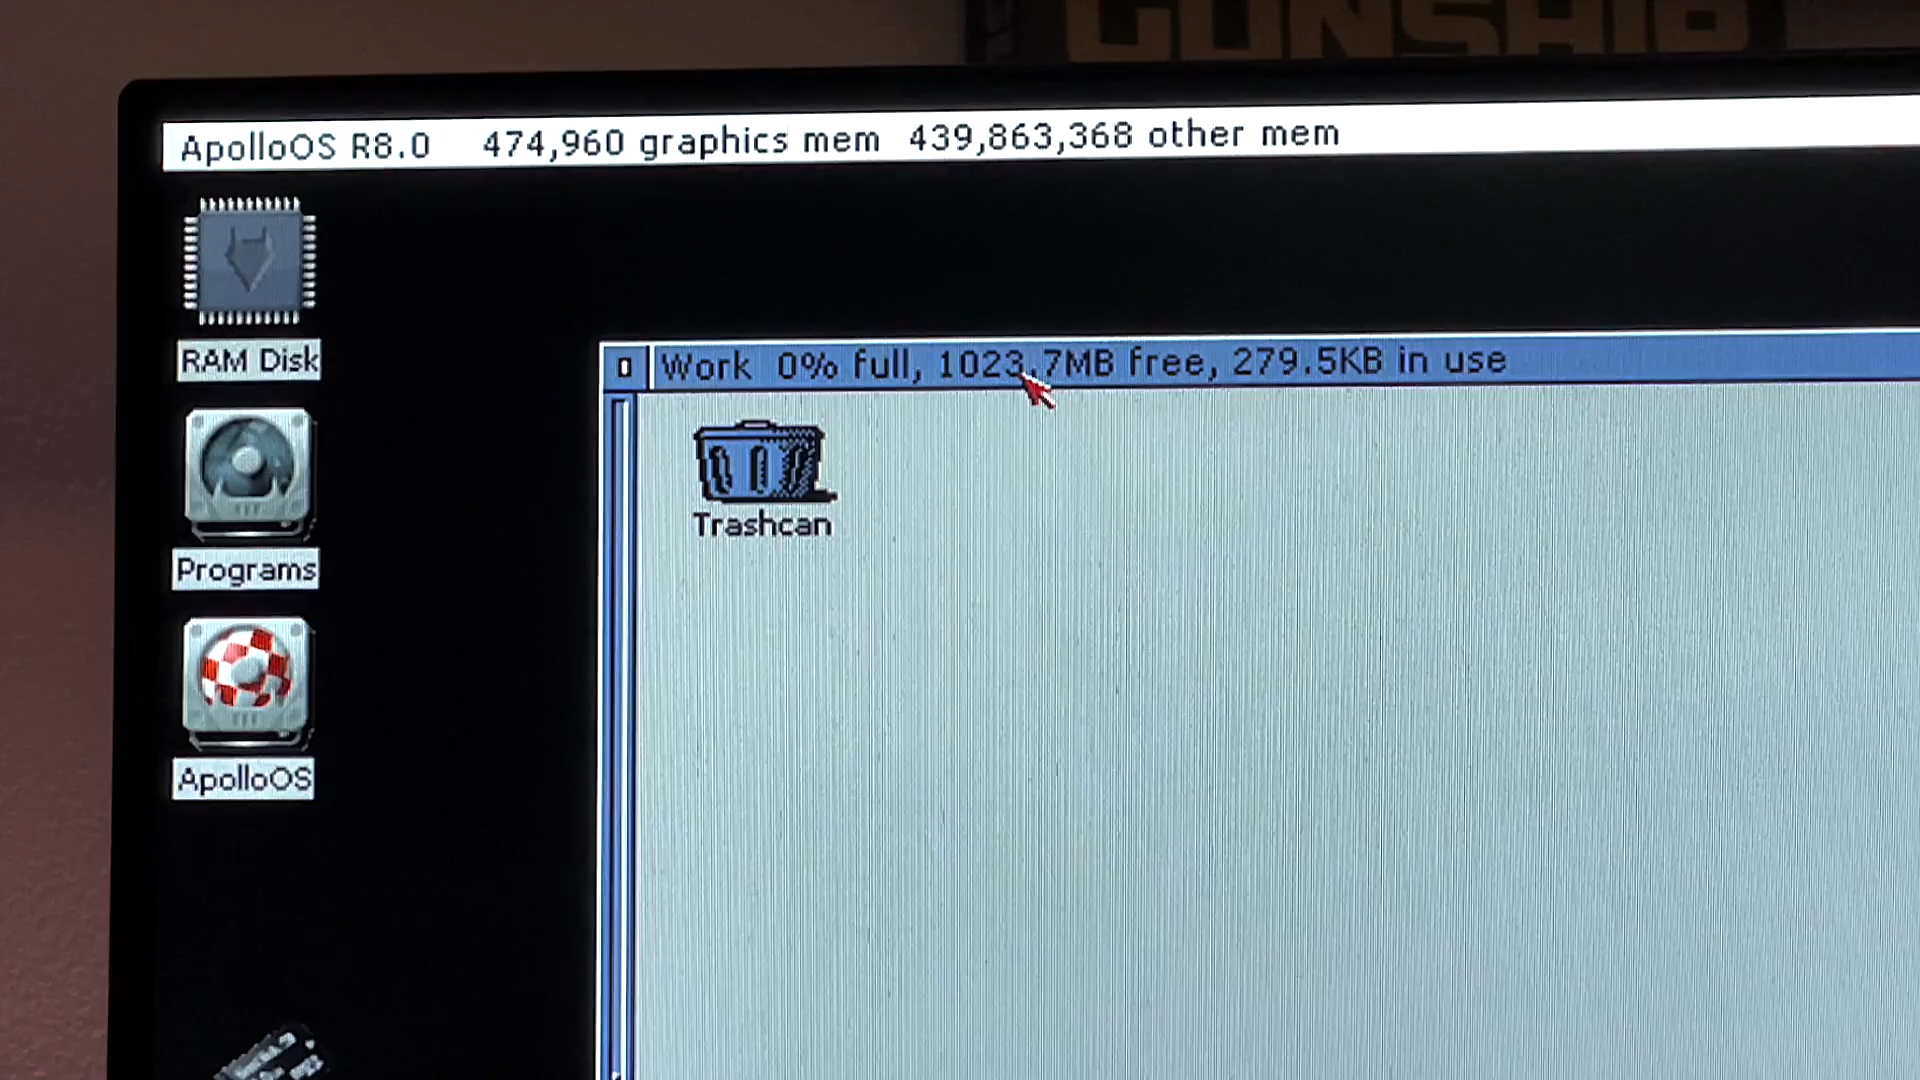 GUNSHIP
ApolloOS R8.0 474,960 graphics mem 439,863,368 other mem
RAM Disk
Work 0% full, 1023.7MB free, 279.5KB in use
Trashcan
Programs
ApolloOS